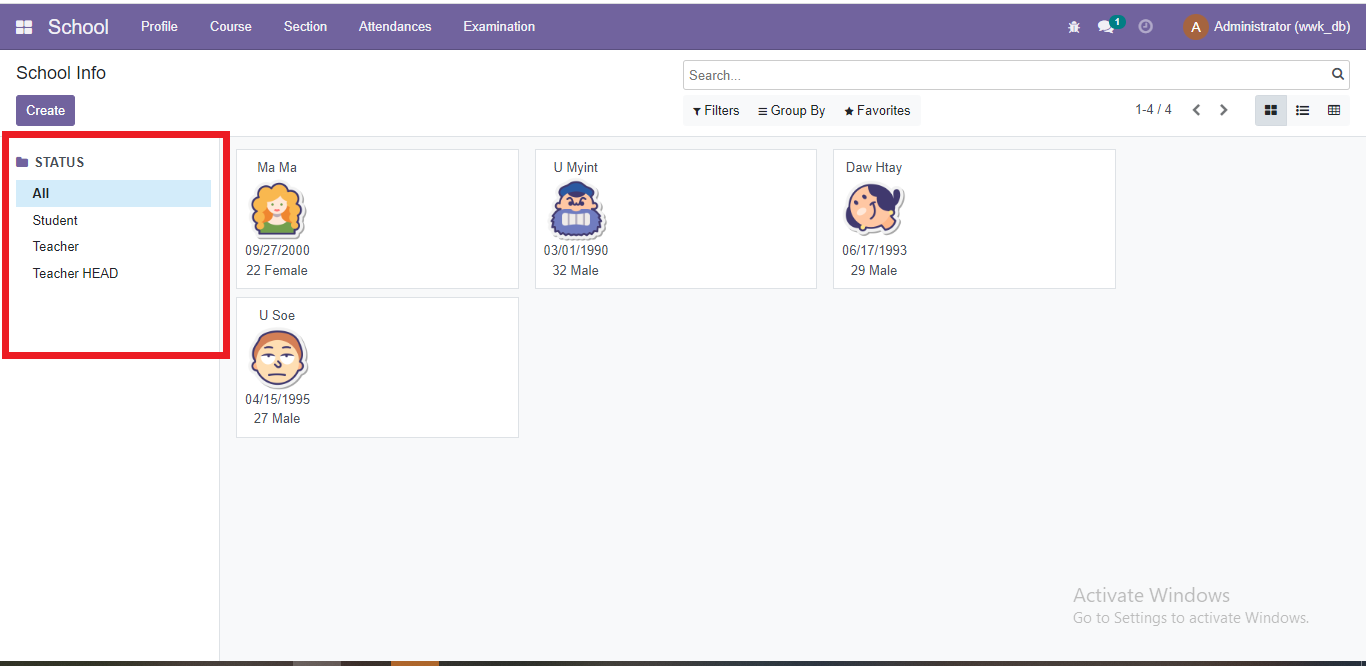 School Profile Course Section Attendances Examination 1 A Administrator (wwk_db)
School Info
Search...
Create
Filters Group By Favorites 1-4 / 4
STATUS
All
Student
Teacher
Teacher HEAD
Ma Ma
09/27/2000
22 Female
U Myint
03/01/1990
32 Male
Daw Htay
06/17/1993
29 Male
U Soe
04/15/1995
27 Male
Activate Windows
Go to Settings to activate Windows.